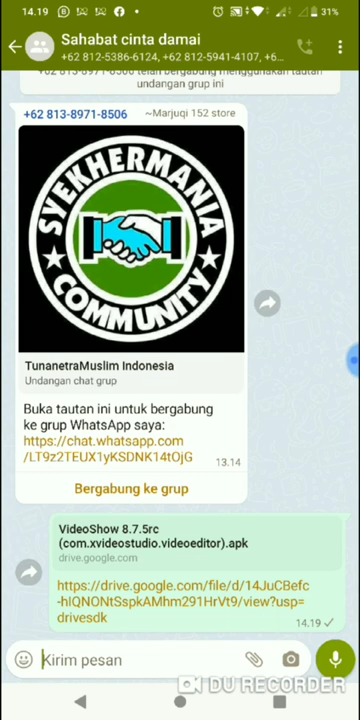 14.19
31%
Sahabat cinta damai
+62 812-5386-6124, +62 812-5941-4107, +6...
undangan grup ini
+62 813-8971-8506 ~Marjuqi 152 store
SYEKHERMANIA
COMMUNITY
TunanetraMuslim Indonesia
Undangan chat grup
Buka tautan ini untuk bergabung
ke grup WhatsApp saya:
https://chat.whatsapp.com
/LT9z2TEUX1yKSDNK14tOjG
13.14
Bergabung ke grup
VideoShow 8.7.5rc
(com.xvideostudio.videoeditor).apk
drive.google.com
https://drive.google.com/file/d/14JuCBefc
-hIQNONtSspkAMhm291HrVt9/view?usp=
drivesdk
14.19
Kirim pesan
DU RECORDER